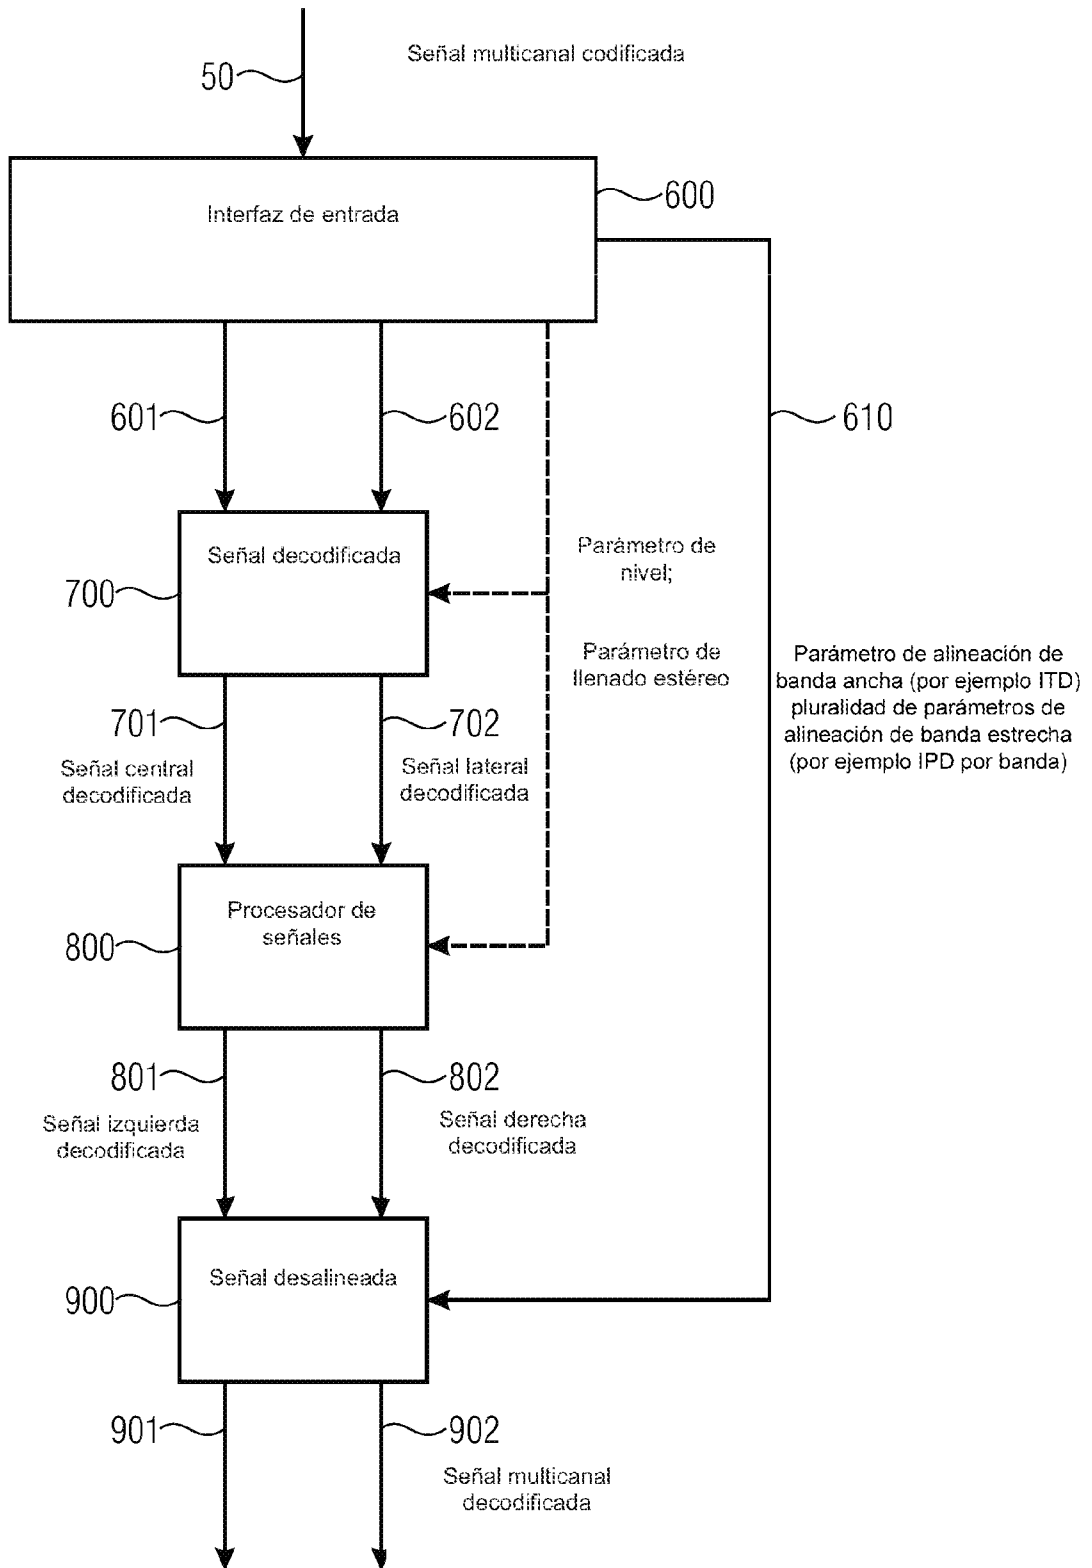 Señal multicanal codificada
50
600
Interfaz de entrada
601
602
610
Señal decodificada
Parámetro de
nivel;
700
Parámetro de
llenado estéreo
Parámetro de alineación de
banda ancha (por ejemplo ITD)
pluralidad de parámetros de
alineación de banda estrecha
(por ejemplo IPD por banda)
701
702
Señal central
decodificada
Señal lateral
decodificada
Procesador de
señales
800
801
802
Señal izquierda
decodificada
Señal derecha
decodificada
Señal desalineada
900
901
902
Señal multicanal
decodificada